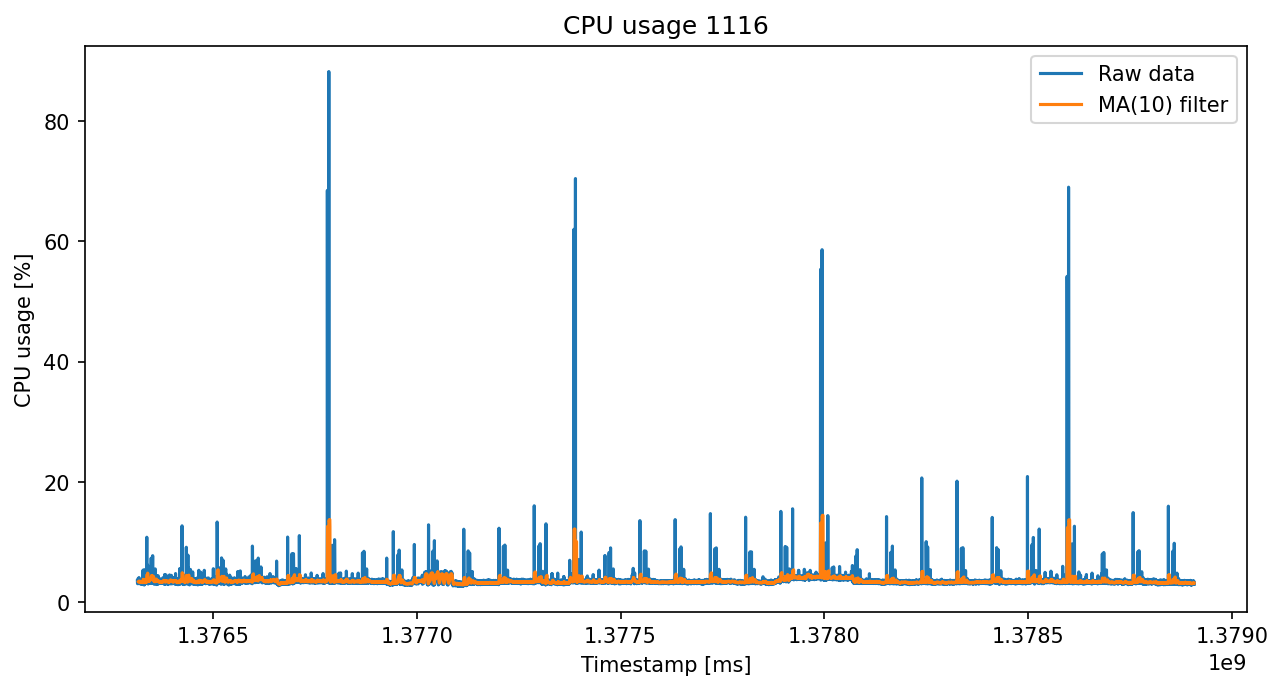 CPU usage 1116
Raw data
MA(10) filter
CPU usage [%]
80
60
40
20
0
1.3765 1.3770 1.3775 1.3780 1.3785 1.3790
1e9
Timestamp [ms]